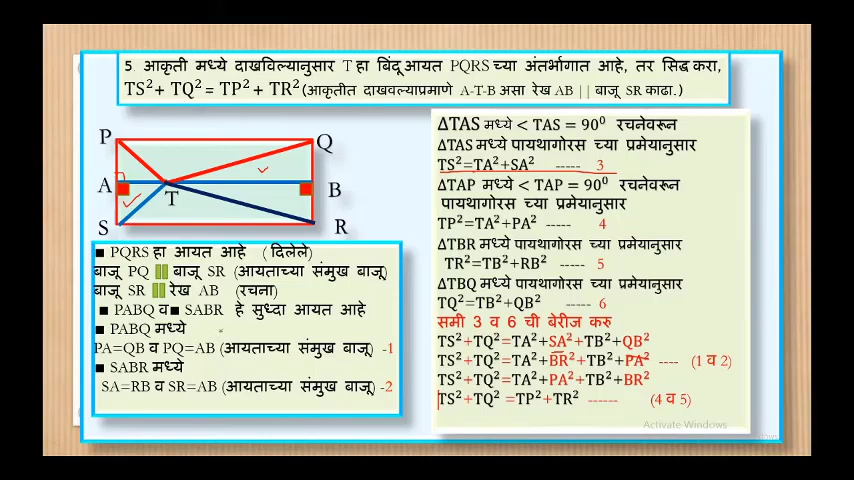 5. आकृती मध्ये दाखविल्यानुसार T हा बिंदू आयत PQRS च्या अंतर्भागात आहे, तर सिद्ध करा,
TS²+ TQ²= TP² + TR² (आकृतीत दाखवल्याप्रमाणे A-T-B असा रेख AB || बाजू SR काढा.)
P
Q
A
T
B
S
R
■ PQRS हा आयत आहे ( दिलेले)
बाजू PQ || बाजू SR (आयताच्या संमुख बाजू)
बाजू SR || रेख AB (रचना)
■ PABQ व■ SABR हे सुध्दा आयत आहे
■ PABQ मध्ये
PA=QB व PQ=AB (आयताच्या संमुख बाजू) -1
■ SABR मध्ये
SA=RB व SR=AB (आयताच्या संमुख बाजू) -2
ΔTAS मध्ये < TAS = 90⁰ रचनेवरून
ΔTAS मध्ये पायथागोरस च्या प्रमेयानुसार
TS²=TA²+SA² ----- 3
ΔTAP मध्ये < TAP = 90⁰ रचनेवरून
पायथागोरस च्या प्रमेयानुसार
TP²=TA²+PA² ----- 4
ΔTBR मध्ये पायथागोरस च्या प्रमेयानुसार
TR²=TB²+RB² ----- 5
ΔTBQ मध्ये पायथागोरस च्या प्रमेयानुसार
TQ²=TB²+QB² ----- 6
समी 3 व 6 ची बेरीज करु
TS²+TQ²=TA²+SA²+TB²+QB²
TS²+TQ²=TA²+BR²+TB²+PA² ---- (1 व 2)
TS²+TQ²=TA²+PA²+TB²+BR²
TS²+TQ² =TP²+TR² ------ (4 व 5)
Activate Windows